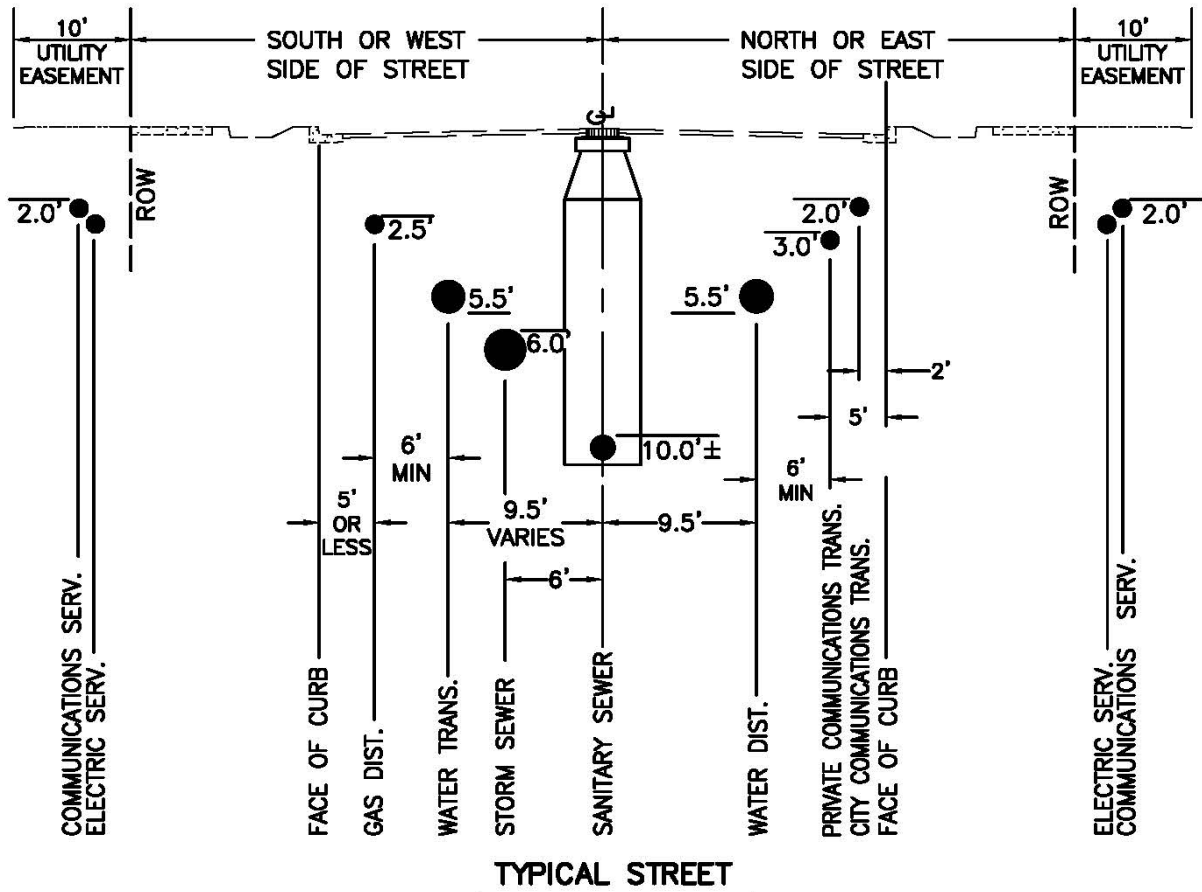 10'
UTILITY
EASEMENT
SOUTH OR WEST
SIDE OF STREET
NORTH OR EAST
SIDE OF STREET
10'
UTILITY
EASEMENT
CL
ROW
ROW
2.0'
2.5'
5.5'
6.0'
10.0'±
5.5'
2.0'
3.0'
2.0'
2'
5'
6'
MIN
6'
MIN
5'
OR
LESS
9.5'
VARIES
9.5'
6'
COMMUNICATIONS SERV.
ELECTRIC SERV.
FACE OF CURB
GAS DIST.
WATER TRANS.
STORM SEWER
SANITARY SEWER
WATER DIST.
PRIVATE COMMUNICATIONS TRANS.
CITY COMMUNICATIONS TRANS.
FACE OF CURB
ELECTRIC SERV.
COMMUNICATIONS SERV.
TYPICAL STREET